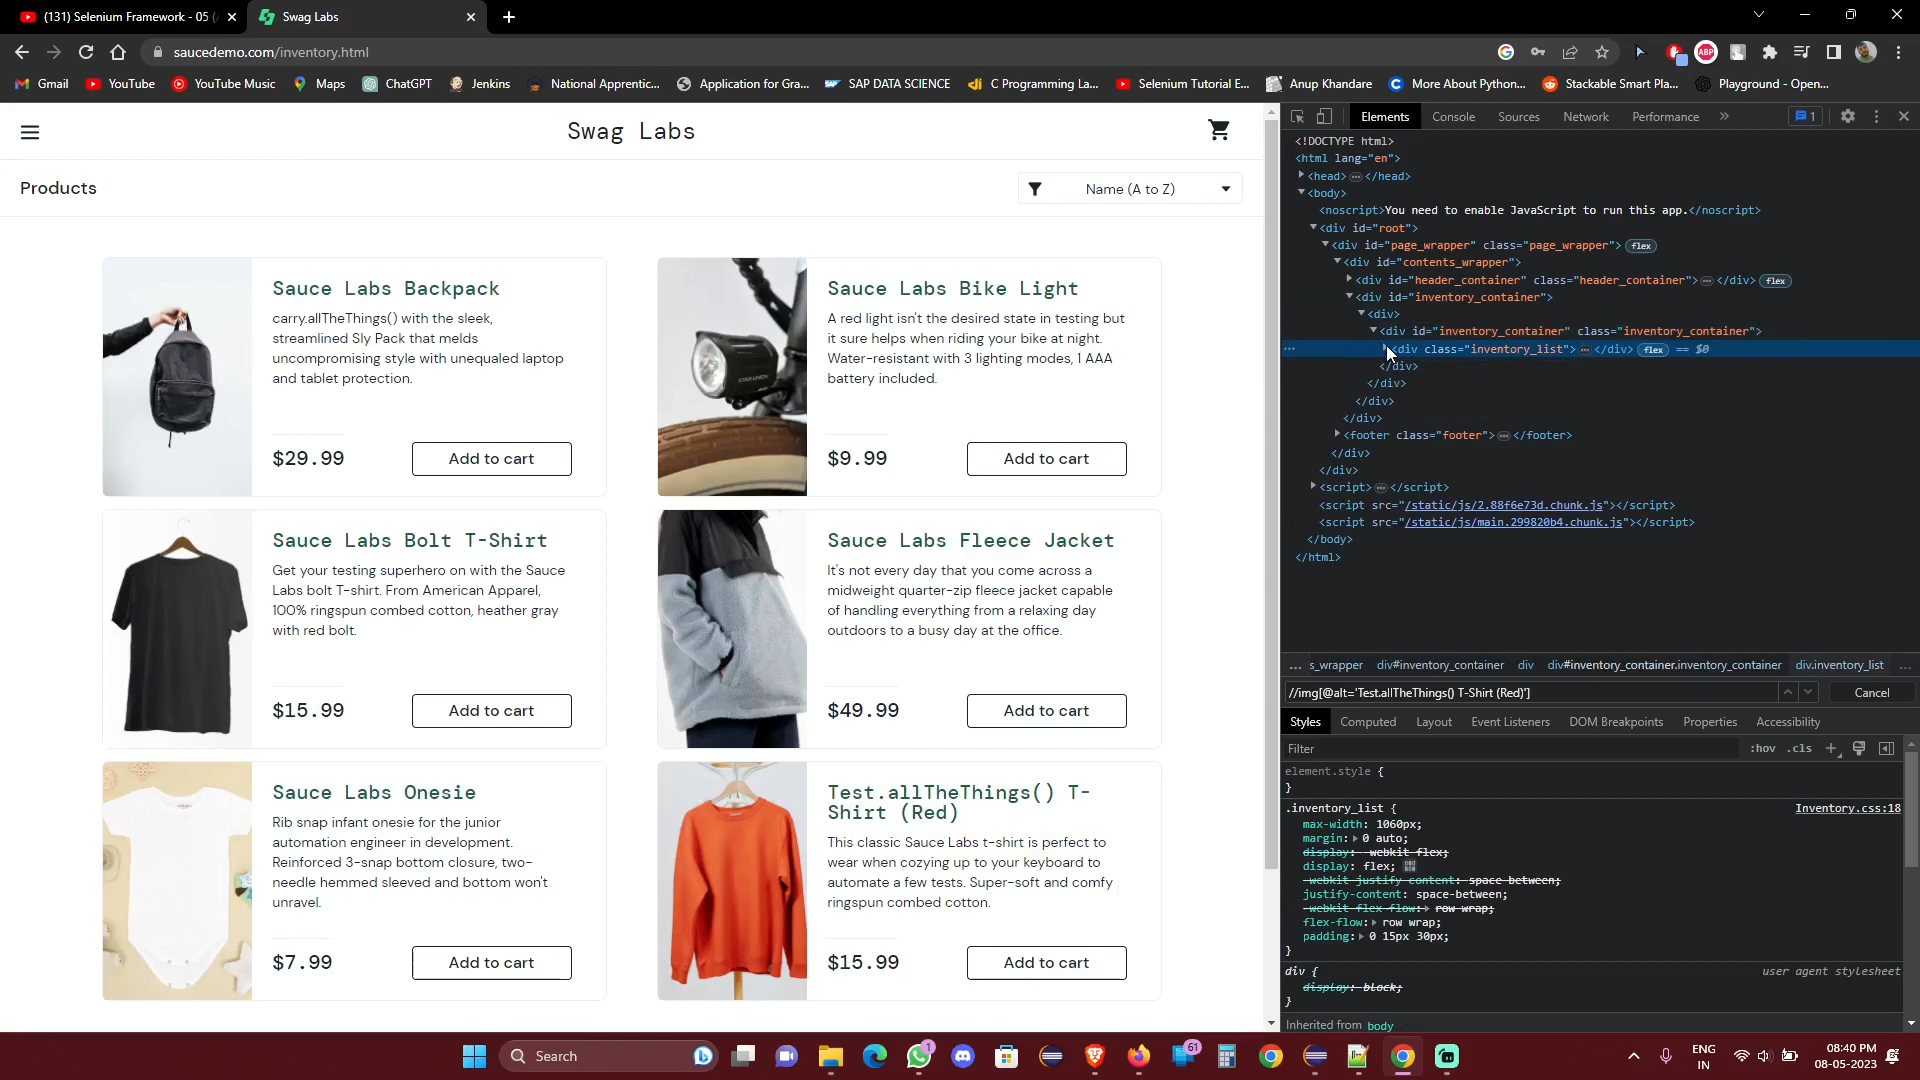 (131) Selenium Framework - 05 (
Swag Labs
saucedemo.com/inventory.html
Gmail
YouTube
YouTube Music
Maps
ChatGPT
Jenkins
National Apprentic...
Application for Gra...
SAP DATA SCIENCE
C Programming La...
Selenium Tutorial E...
Anup Khandare
More About Python...
Stackable Smart Pla...
Playground - Open...
Swag Labs
Products
Name (A to Z)
Sauce Labs Backpack
carry.allTheThings() with the sleek,
streamlined Sly Pack that melds
uncompromising style with unequaled laptop
and tablet protection.
$29.99
Add to cart
Sauce Labs Bike Light
A red light isn't the desired state in testing but
it sure helps when riding your bike at night.
Water-resistant with 3 lighting modes, 1 AAA
battery included.
$9.99
Add to cart
Sauce Labs Bolt T-Shirt
Get your testing superhero on with the Sauce
Labs bolt T-shirt. From American Apparel,
100% ringspun combed cotton, heather gray
with red bolt.
$15.99
Add to cart
Sauce Labs Fleece Jacket
It's not every day that you come across a
midweight quarter-zip fleece jacket capable
of handling everything from a relaxing day
outdoors to a busy day at the office.
$49.99
Add to cart
Sauce Labs Onesie
Rib snap infant onesie for the junior
automation engineer in development.
Reinforced 3-snap bottom closure, two-
needle hemmed sleeved and bottom won't
unravel.
$7.99
Add to cart
Test.allTheThings() T-
Shirt (Red)
This classic Sauce Labs t-shirt is perfect to
wear when cozying up to your keyboard to
automate a few tests. Super-soft and comfy
ringspun combed cotton.
$15.99
Add to cart
Elements
Console
Sources
Network
Performance
»
1
<!DOCTYPE html>
<html lang="en">
<head> … </head>
<body>
<noscript>You need to enable JavaScript to run this app.</noscript>
<div id="root">
<div id="page_wrapper" class="page_wrapper"> flex
<div id="contents_wrapper">
<div id="header_container" class="header_container"> … </div> flex
<div id="inventory_container">
<div>
<div id="inventory_container" class="inventory_container">
<div class="inventory_list"> … </div> flex == $0
</div>
</div>
</div>
</div>
<footer class="footer"> … </footer>
</div>
</div>
<script> … </script>
<script src="/static/js/2.88f6e73d.chunk.js"></script>
<script src="/static/js/main.299820b4.chunk.js"></script>
</body>
</html>
… s_wrapper div#inventory_container div div#inventory_container.inventory_container div.inventory_list …
//img[@alt='Test.allTheThings() T-Shirt (Red)']
Cancel
Styles
Computed
Layout
Event Listeners
DOM Breakpoints
Properties
Accessibility
Filter
:hov .cls
element.style {
}
.inventory_list { Inventory.css:18
max-width: 1060px;
margin: 0 auto;
display: -webkit-flex;
display: flex;
-webkit-justify-content: space-between;
justify-content: space-between;
-webkit-flex-flow: row wrap;
flex-flow: row wrap;
padding: 0 15px 30px;
}
div { user agent stylesheet
display: block;
}
Inherited from body
Search
1
61
ENG
IN
08:40 PM
08-05-2023